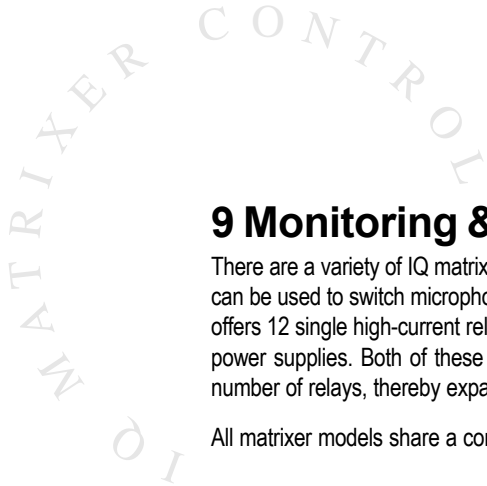 IQ MATRIXER CONTROL
9 Monitoring &
There are a variety of IQ matrix
can be used to switch micropho
offers 12 single high-current rel
power supplies. Both of these
number of relays, thereby expa
All matrixer models share a co